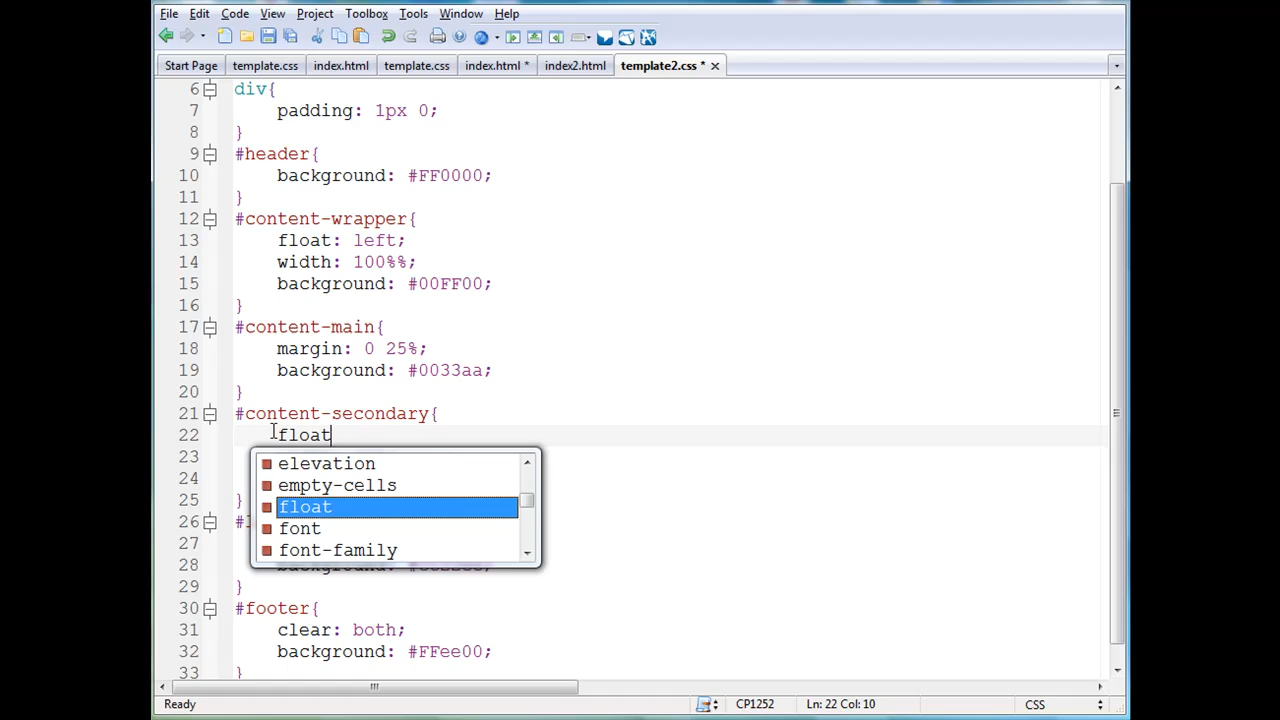 File Edit Code View Project Toolbox Tools Window Help
Start Page template.css index.html template.css index.html * index2.html template2.css *
6 div{
7 padding: 1px 0;
8 }
9 #header{
10 background: #FF0000;
11 }
12 #content-wrapper{
13 float: left;
14 width: 100%%;
15 background: #00FF00;
16 }
17 #content-main{
18 margin: 0 25%;
19 background: #0033aa;
20 }
21 #content-secondary{
22 float
23
24
25 }
26 #
27
28 background:
29 }
30 #footer{
31 clear: both;
32 background: #FFee00;
33 }
elevation
empty-cells
float
font
font-family
Ready CP1252 Ln: 22 Col: 10 CSS